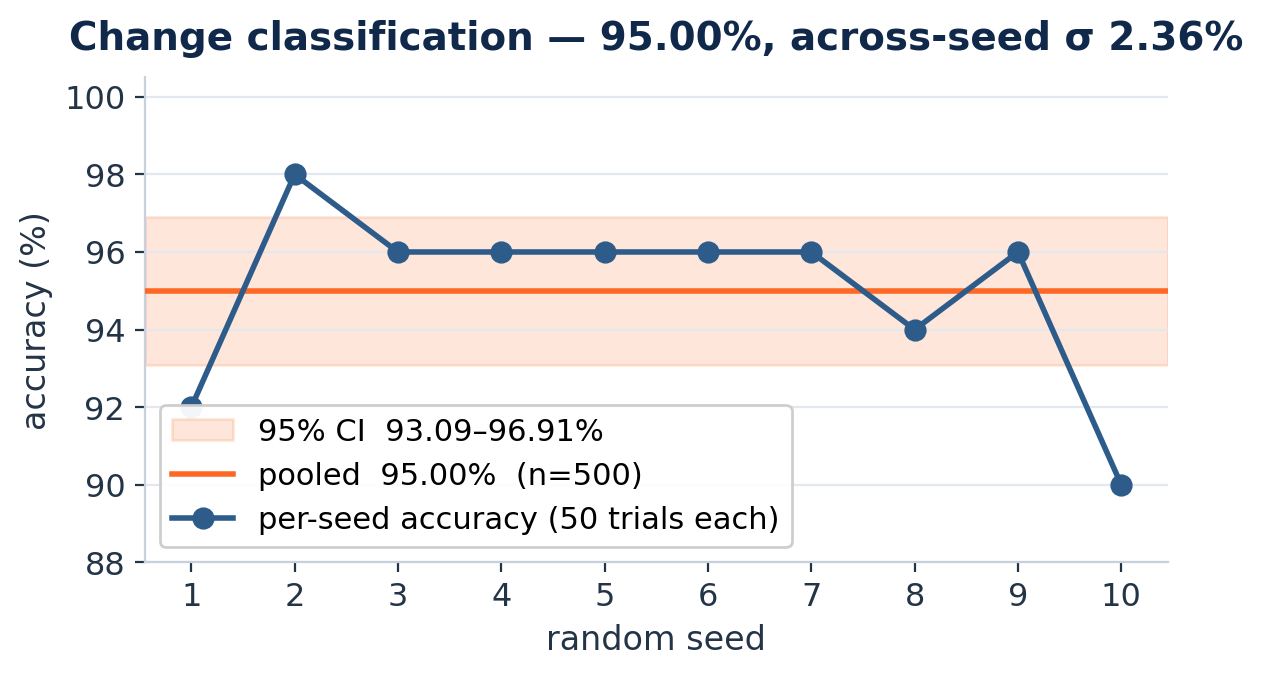 Change classification — 95.00%, across-seed σ 2.36%
accuracy (%)
100
98
96
94
92
90
88
95% CI  93.09–96.91%
pooled  95.00%  (n=500)
per-seed accuracy (50 trials each)
1 2 3 4 5 6 7 8 9 10
random seed